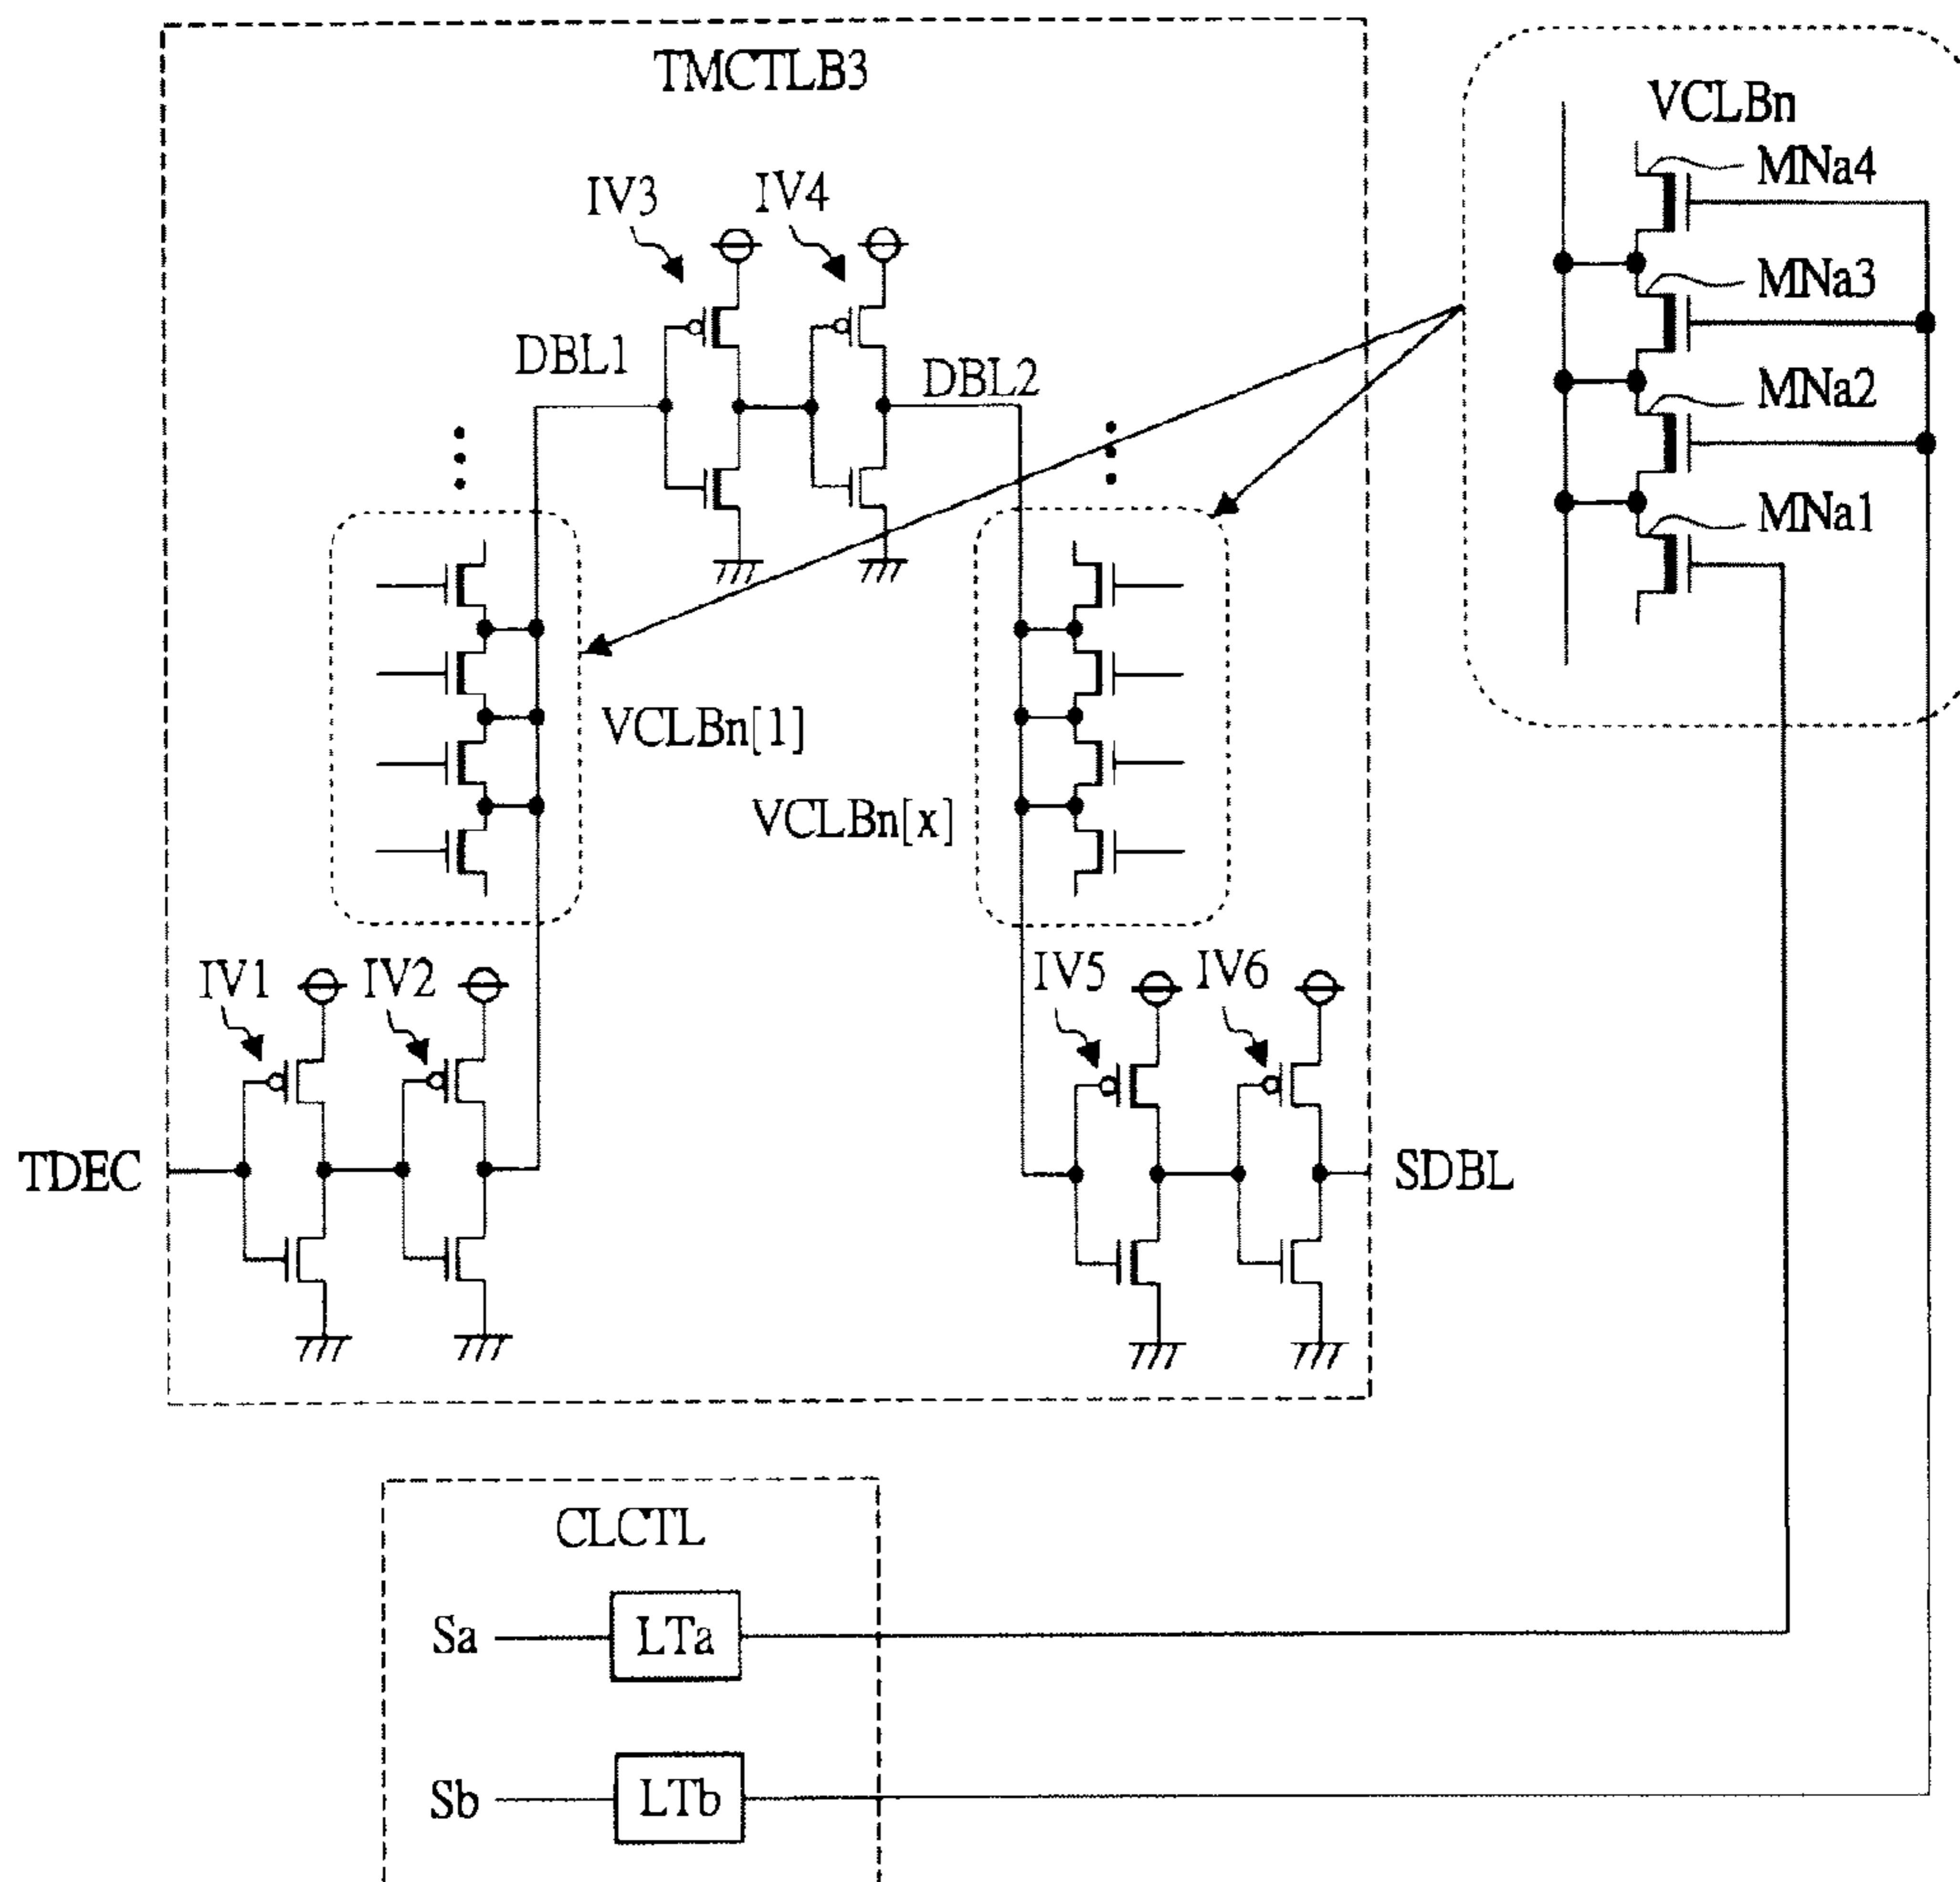 TMCTLB3
VCLBn
MNa4
MNa3
MNa2
MNa1
IV3
IV4
DBL1
DBL2
VCLBn[1]
VCLBn[x]
IV1
IV2
IV5
IV6
TDEC
SDBL
CLCTL
Sa
LTa
Sb
LTb